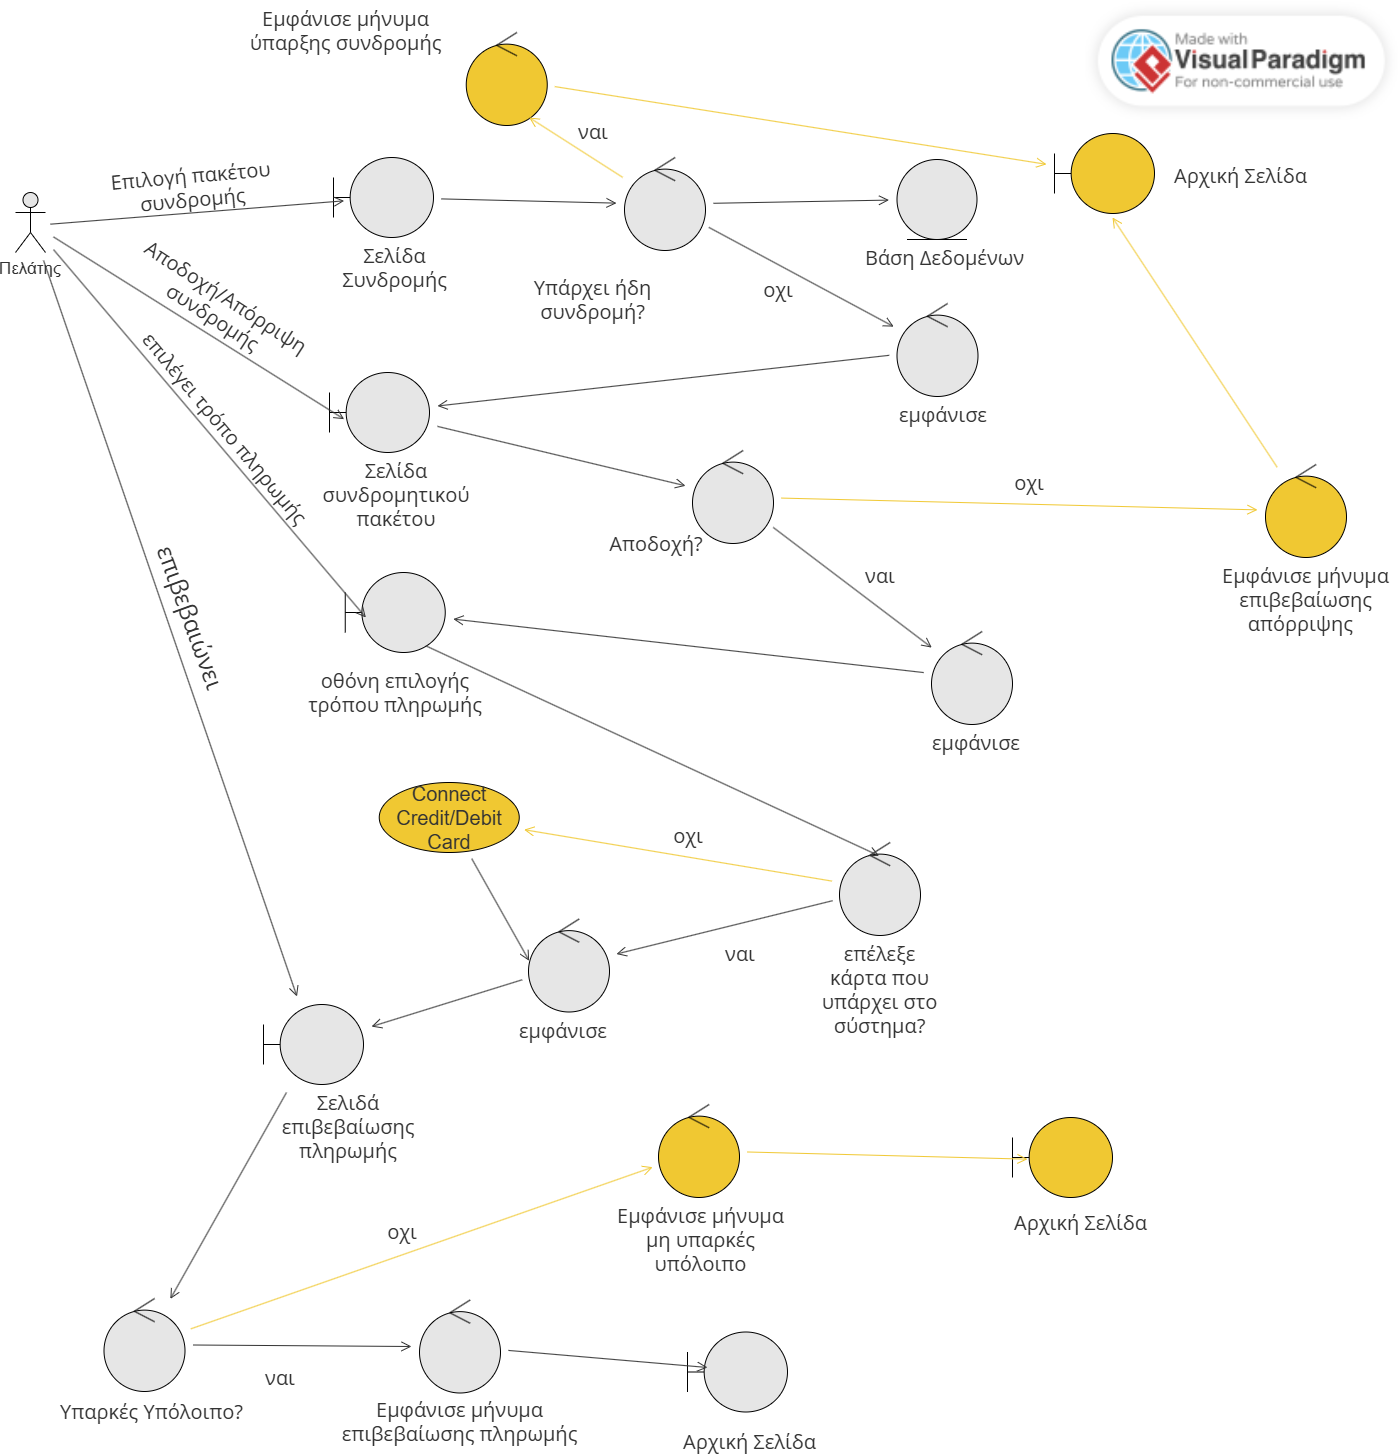 Εμφάνισε μήνυμα
ύπαρξης συνδρομής
Made with
Visual Paradigm
For non-commercial use
ναι
Επιλογή πακέτου
συνδρομής
Αρχική Σελίδα
Πελάτης
Σελίδα
Συνδρομής
Υπάρχει ήδη
συνδρομή?
Βάση Δεδομένων
οχι
Αποδοχή/Απόρριψη
συνδρομής
εμφάνισε
επιλέγει τρόπο πληρωμής
Σελίδα
συνδρομητικού
πακέτου
Αποδοχή?
οχι
ναι
Εμφάνισε μήνυμα
επιβεβαίωσης
απόρριψης
επιβεβαιώνει
οθόνη επιλογής
τρόπου πληρωμής
εμφάνισε
Connect
Credit/Debit
Card
οχι
ναι
επέλεξε
κάρτα που
υπάρχει στο
σύστημα?
εμφάνισε
Σελιδά
επιβεβαίωσης
πληρωμής
οχι
Εμφάνισε μήνυμα
μη υπαρκές
υπόλοιπο
Αρχική Σελίδα
ναι
Υπαρκές Υπόλοιπο?
Εμφάνισε μήνυμα
επιβεβαίωσης πληρωμής
Αρχική Σελίδα